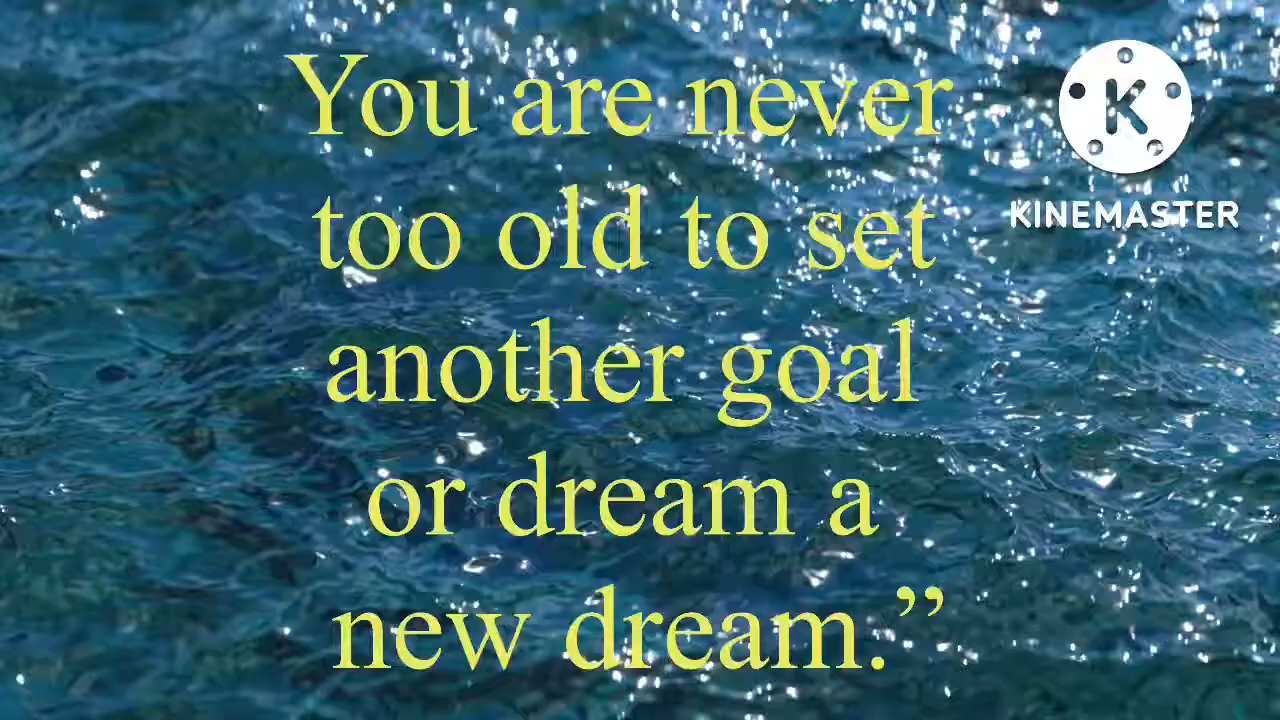 You are never
too old to set
another goal
or dream a
new dream.”
K
KINEMASTER